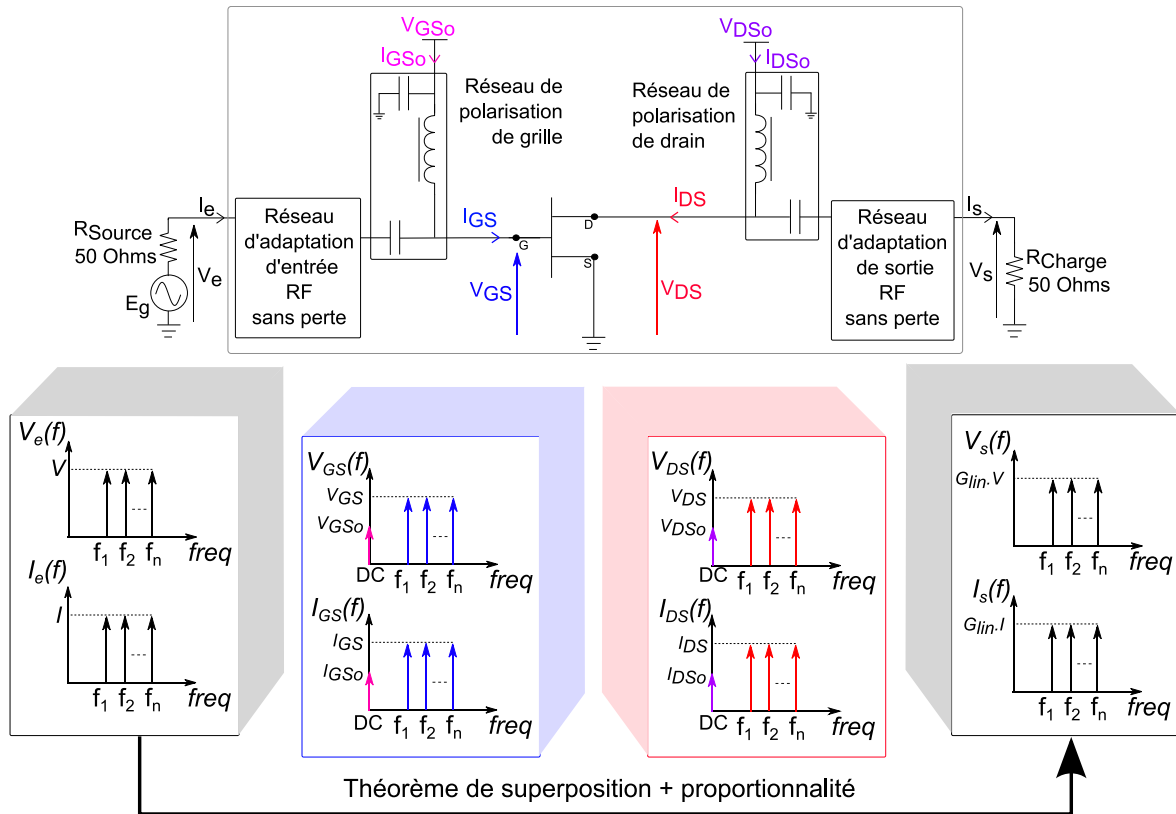 VGSo
IGSo
VDSo
IDSo
Réseau de
polarisation
de grille
Réseau de
polarisation
de drain
Ie
RSource
50 Ohms
Ve
Eg
Réseau
d'adaptation
d'entrée
RF
sans perte
IGS
G
VGS
D
S
IDS
VDS
Réseau
d'adaptation
de sortie
RF
sans perte
Is
Vs
RCharge
50 Ohms
Ve(f)
V
---
f1 f2 fn freq
Ie(f)
I
---
f1 f2 fn freq
VGS(f)
VGS
VGSo
---
DC f1 f2 fn freq
IGS(f)
IGS
IGSo
---
DC f1 f2 fn freq
VDS(f)
VDS
VDSo
---
DC f1 f2 fn freq
IDS(f)
IDS
IDSo
---
DC f1 f2 fn freq
Vs(f)
Glin.V
---
f1 f2 fn freq
Is(f)
Glin.I
---
f1 f2 fn freq
Théorème de superposition + proportionnalité